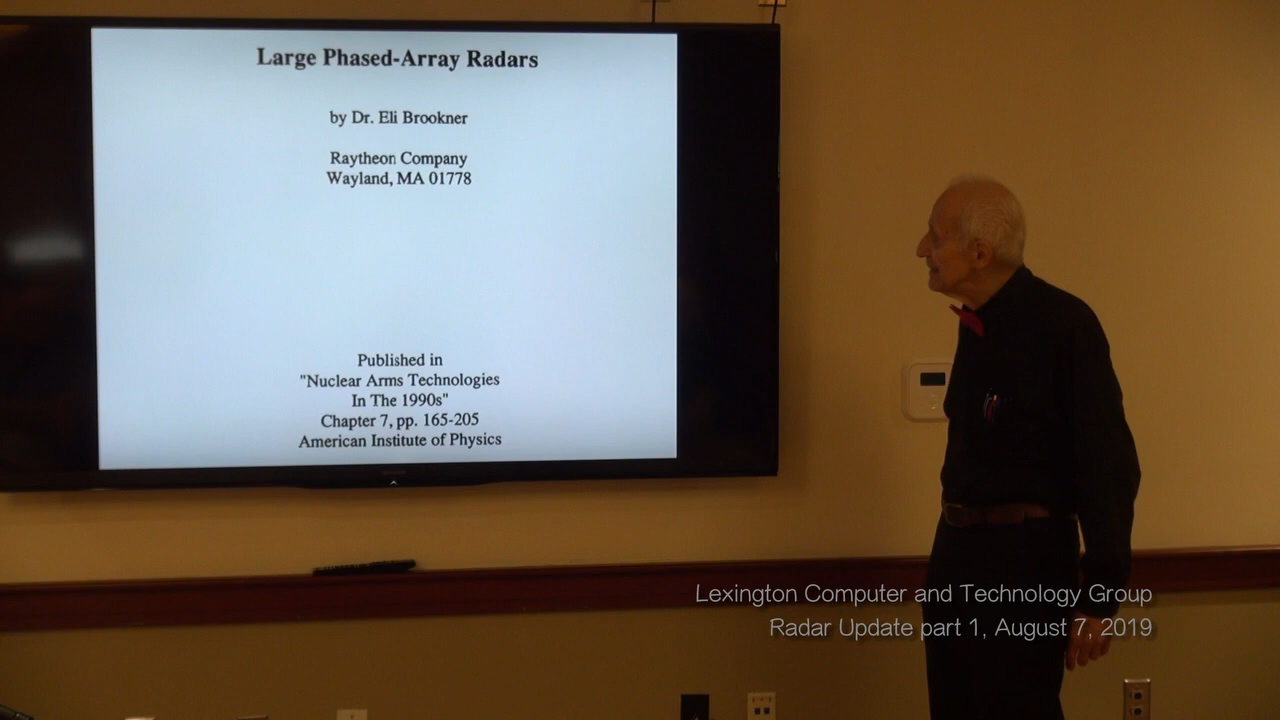 Large Phased-Array Radars
by Dr. Eli Brookner
Raytheon Company
Wayland, MA 01778
Published in
"Nuclear Arms Technologies
In The 1990s"
Chapter 7, pp. 165-205
American Institute of Physics
Lexington Computer and Technology Group
Radar Update part 1, August 7, 2019